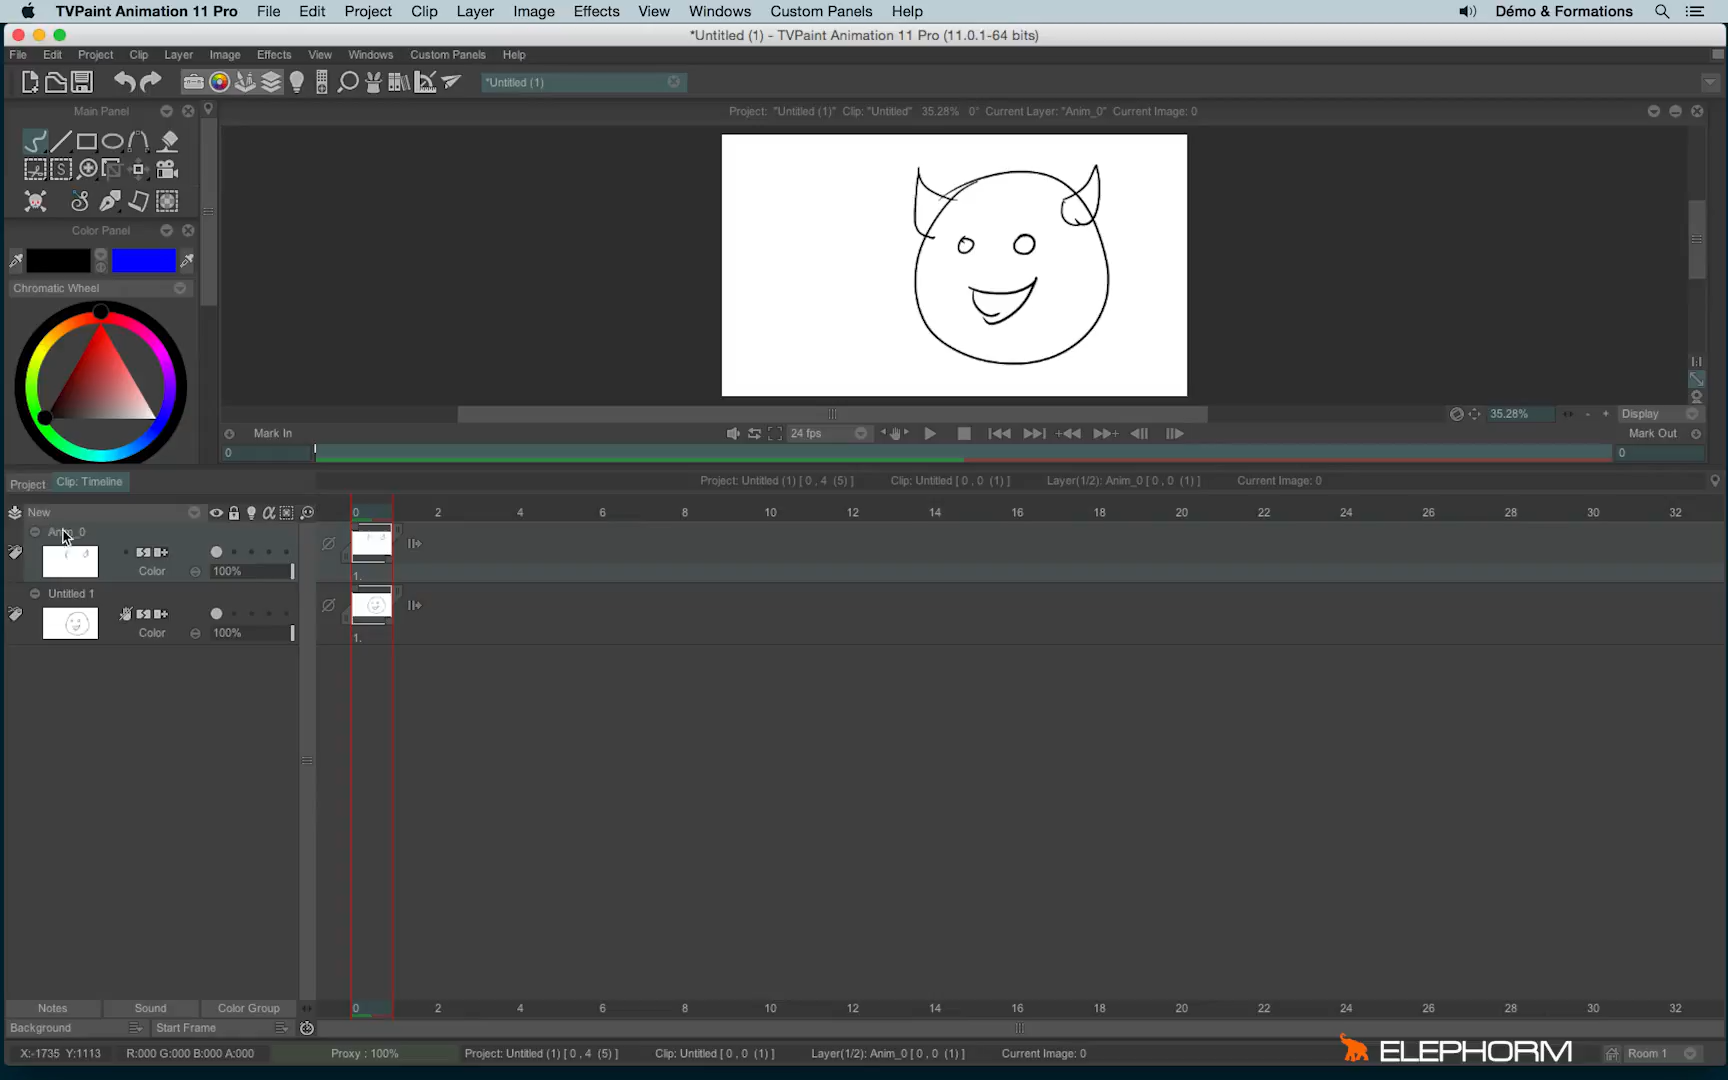 TVPaint Animation 11 Pro File Edit Project Clip Layer Image Effects View Windows Custom Panels Help Démo & Formations
*Untitled (1) - TVPaint Animation 11 Pro (11.0.1-64 bits)
File Edit Project Clip Layer Image Effects View Windows Custom Panels Help
*Untitled (1)
Main Panel
Project: "Untitled (1)" Clip: "Untitled" 35.28% 0° Current Layer: "Anim_0" Current Image: 0
Color Panel
Chromatic Wheel
1:1
35.28% - + Display
Mark In 24 fps Mark Out
0 0
Project Clip: Timeline Project: Untitled (1) [ 0 , 4 (5) ] Clip: Untitled [ 0 , 0 (1) ] Layer(1/2): Anim_0 [ 0 , 0 (1) ] Current Image: 0
New 0 2 4 6 8 10 12 14 16 18 20 22 24 26 28 30 32
Color 100% 1.
Untitled 1
Color 100% 1.
Notes Sound Color Group 0 2 4 6 8 10 12 14 16 18 20 22 24 26 28 30 32
Background Start Frame
X:-1735 Y:1113 R:000 G:000 B:000 A:000 Proxy : 100% Project: Untitled (1) [ 0 , 4 (5) ] Clip: Untitled [ 0 , 0 (1) ] Layer(1/2): Anim_0 [ 0 , 0 (1) ] Current Image: 0 ELEPHORM Room 1